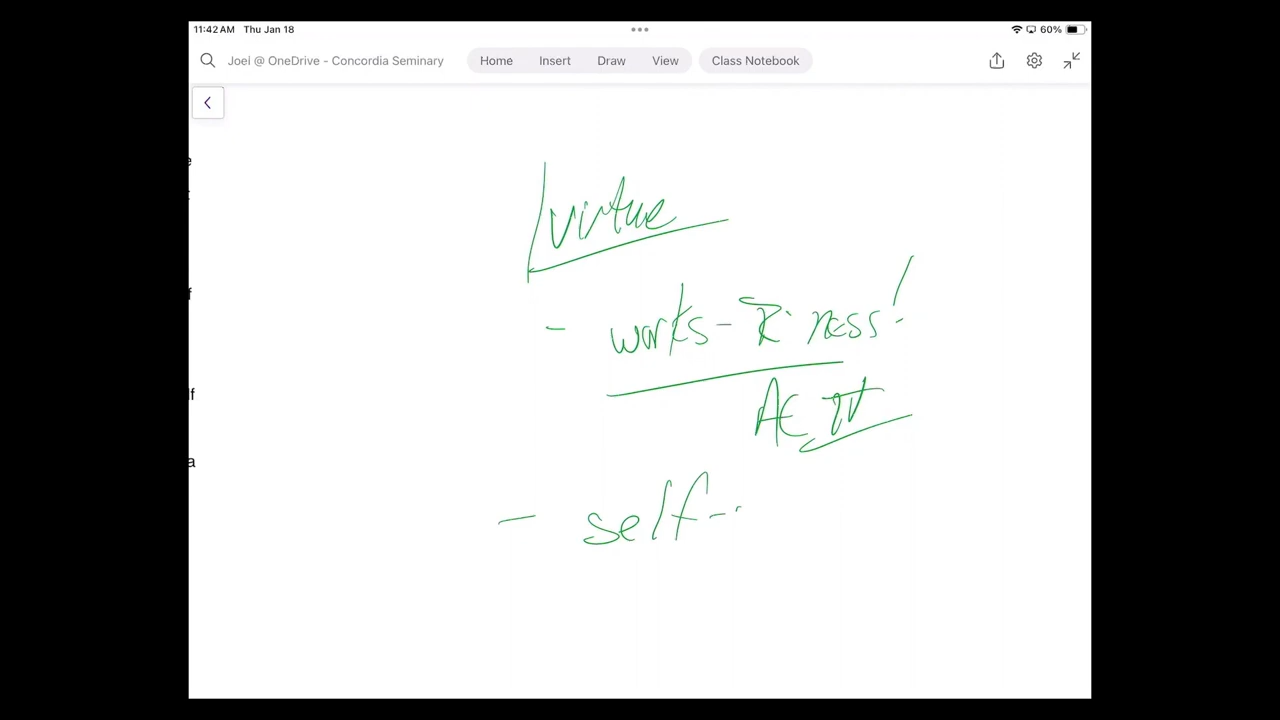 11:42 AM Thu Jan 18
60%
Joel @ OneDrive - Concordia Seminary
Home Insert Draw View Class Notebook
e
t
f
lf
a
virtue
- works-R'ness!
AC IV
- self-